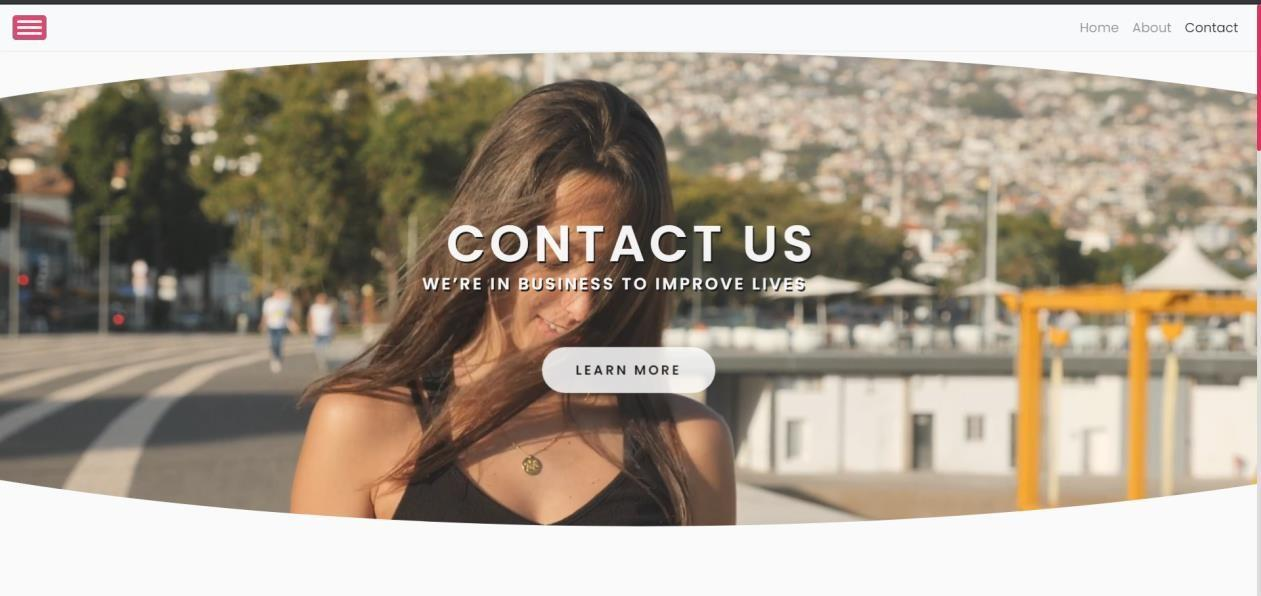 Home About Contact
CONTACT US
WE'RE IN BUSINESS TO IMPROVE LIVES
LEARN MORE